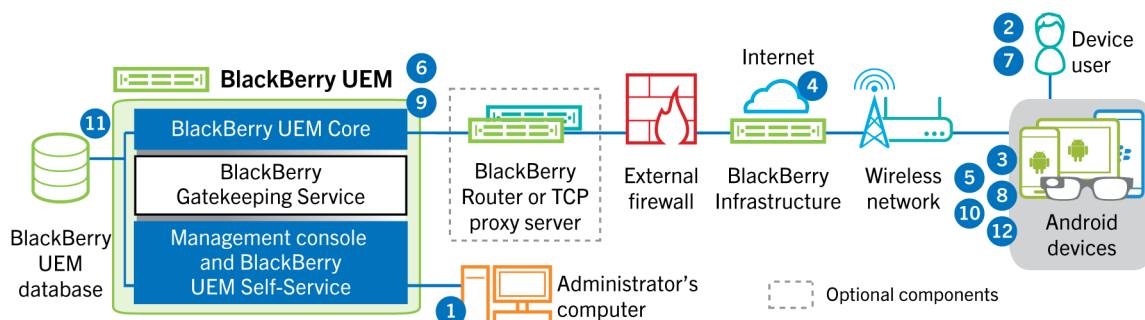 BlackBerry UEM
6
9
11
BlackBerry UEM Core
BlackBerry
Gatekeeping Service
Management console
and BlackBerry
UEM Self-Service
BlackBerry
UEM
database
1
Administrator's
computer
BlackBerry
Router or TCP
proxy server
External
firewall
Internet
4
BlackBerry
Infrastructure
Wireless
network
2
7
Device
user
3
5
8
10
12
Android
devices
Optional components